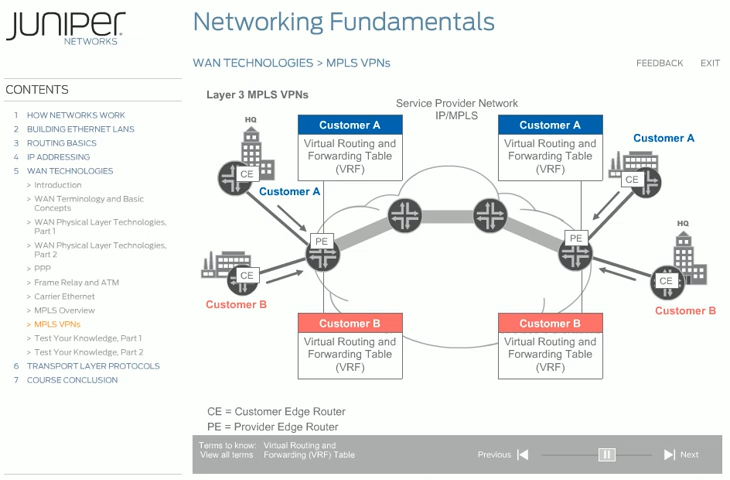 JUNIPER
NETWORKS
Networking Fundamentals
WAN TECHNOLOGIES > MPLS VPNs
FEEDBACK
EXIT
CONTENTS
1 HOW NETWORKS WORK
2 BUILDING ETHERNET LANS
3 ROUTING BASICS
4 IP ADDRESSING
5 WAN TECHNOLOGIES
> Introduction
> WAN Terminology and Basic
Concepts
> WAN Physical Layer Technologies,
Part 1
> WAN Physical Layer Technologies,
Part 2
> PPP
> Frame Relay and ATM
> Carrier Ethernet
> MPLS Overview
> MPLS VPNs
> Test Your Knowledge, Part 1
> Test Your Knowledge, Part 2
6 TRANSPORT LAYER PROTOCOLS
7 COURSE CONCLUSION
Layer 3 MPLS VPNs
Service Provider Network
IP/MPLS
HQ
Customer A
Virtual Routing and
Forwarding Table
(VRF)
Customer A
Virtual Routing and
Forwarding Table
(VRF)
Customer A
CE
CE
Customer A
PE
PE
HQ
CE
CE
Customer B
Customer B
Customer B
Virtual Routing and
Forwarding Table
(VRF)
Customer B
Virtual Routing and
Forwarding Table
(VRF)
CE = Customer Edge Router
PE = Provider Edge Router
Terms to know: Virtual Routing and
View all terms Forwarding (VRF) Table
Previous
Next